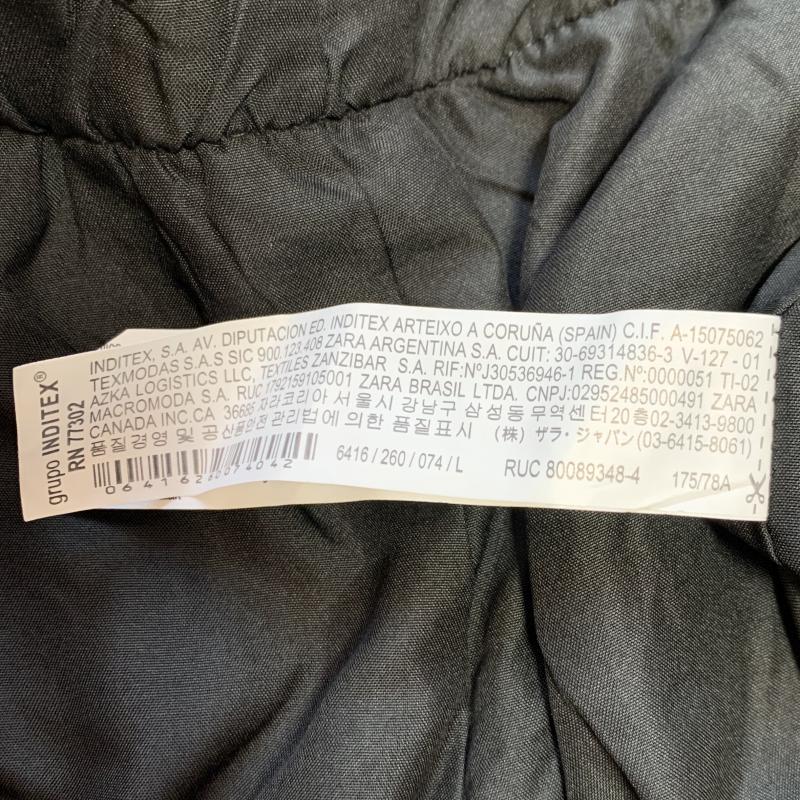 grupo INDITEX®
RN 77302
INDITEX, S.A. AV. DIPUTACION ED. INDITEX ARTEIXO A CORUÑA (SPAIN) C.I.F. A-15075062
TEXMODAS S.A.S SIC 900.123.408 ZARA ARGENTINA S.A. CUIT: 30-69314836-3 V-127 - 01
AZKA LOGISTICS LLC, TEXTILES ZANZIBAR S.A. RIF:NºJ30536946-1 REG.Nº:0000051 TI-02
MACROMODA S.A. RUC 1792159105001 ZARA BRASIL LTDA. CNPJ:02952485000491 ZARA
CANADA INC.CA 36685 자라코리아 서울시 강남구 삼성동 무역센터20층02-3413-9800
품질경영 및 공산품안전 관리법에 의한 품질표시 (株) ザラ・ジャパン(03-6415-8061)
6416 / 260 / 074 / L RUC 80089348-4 175/78A